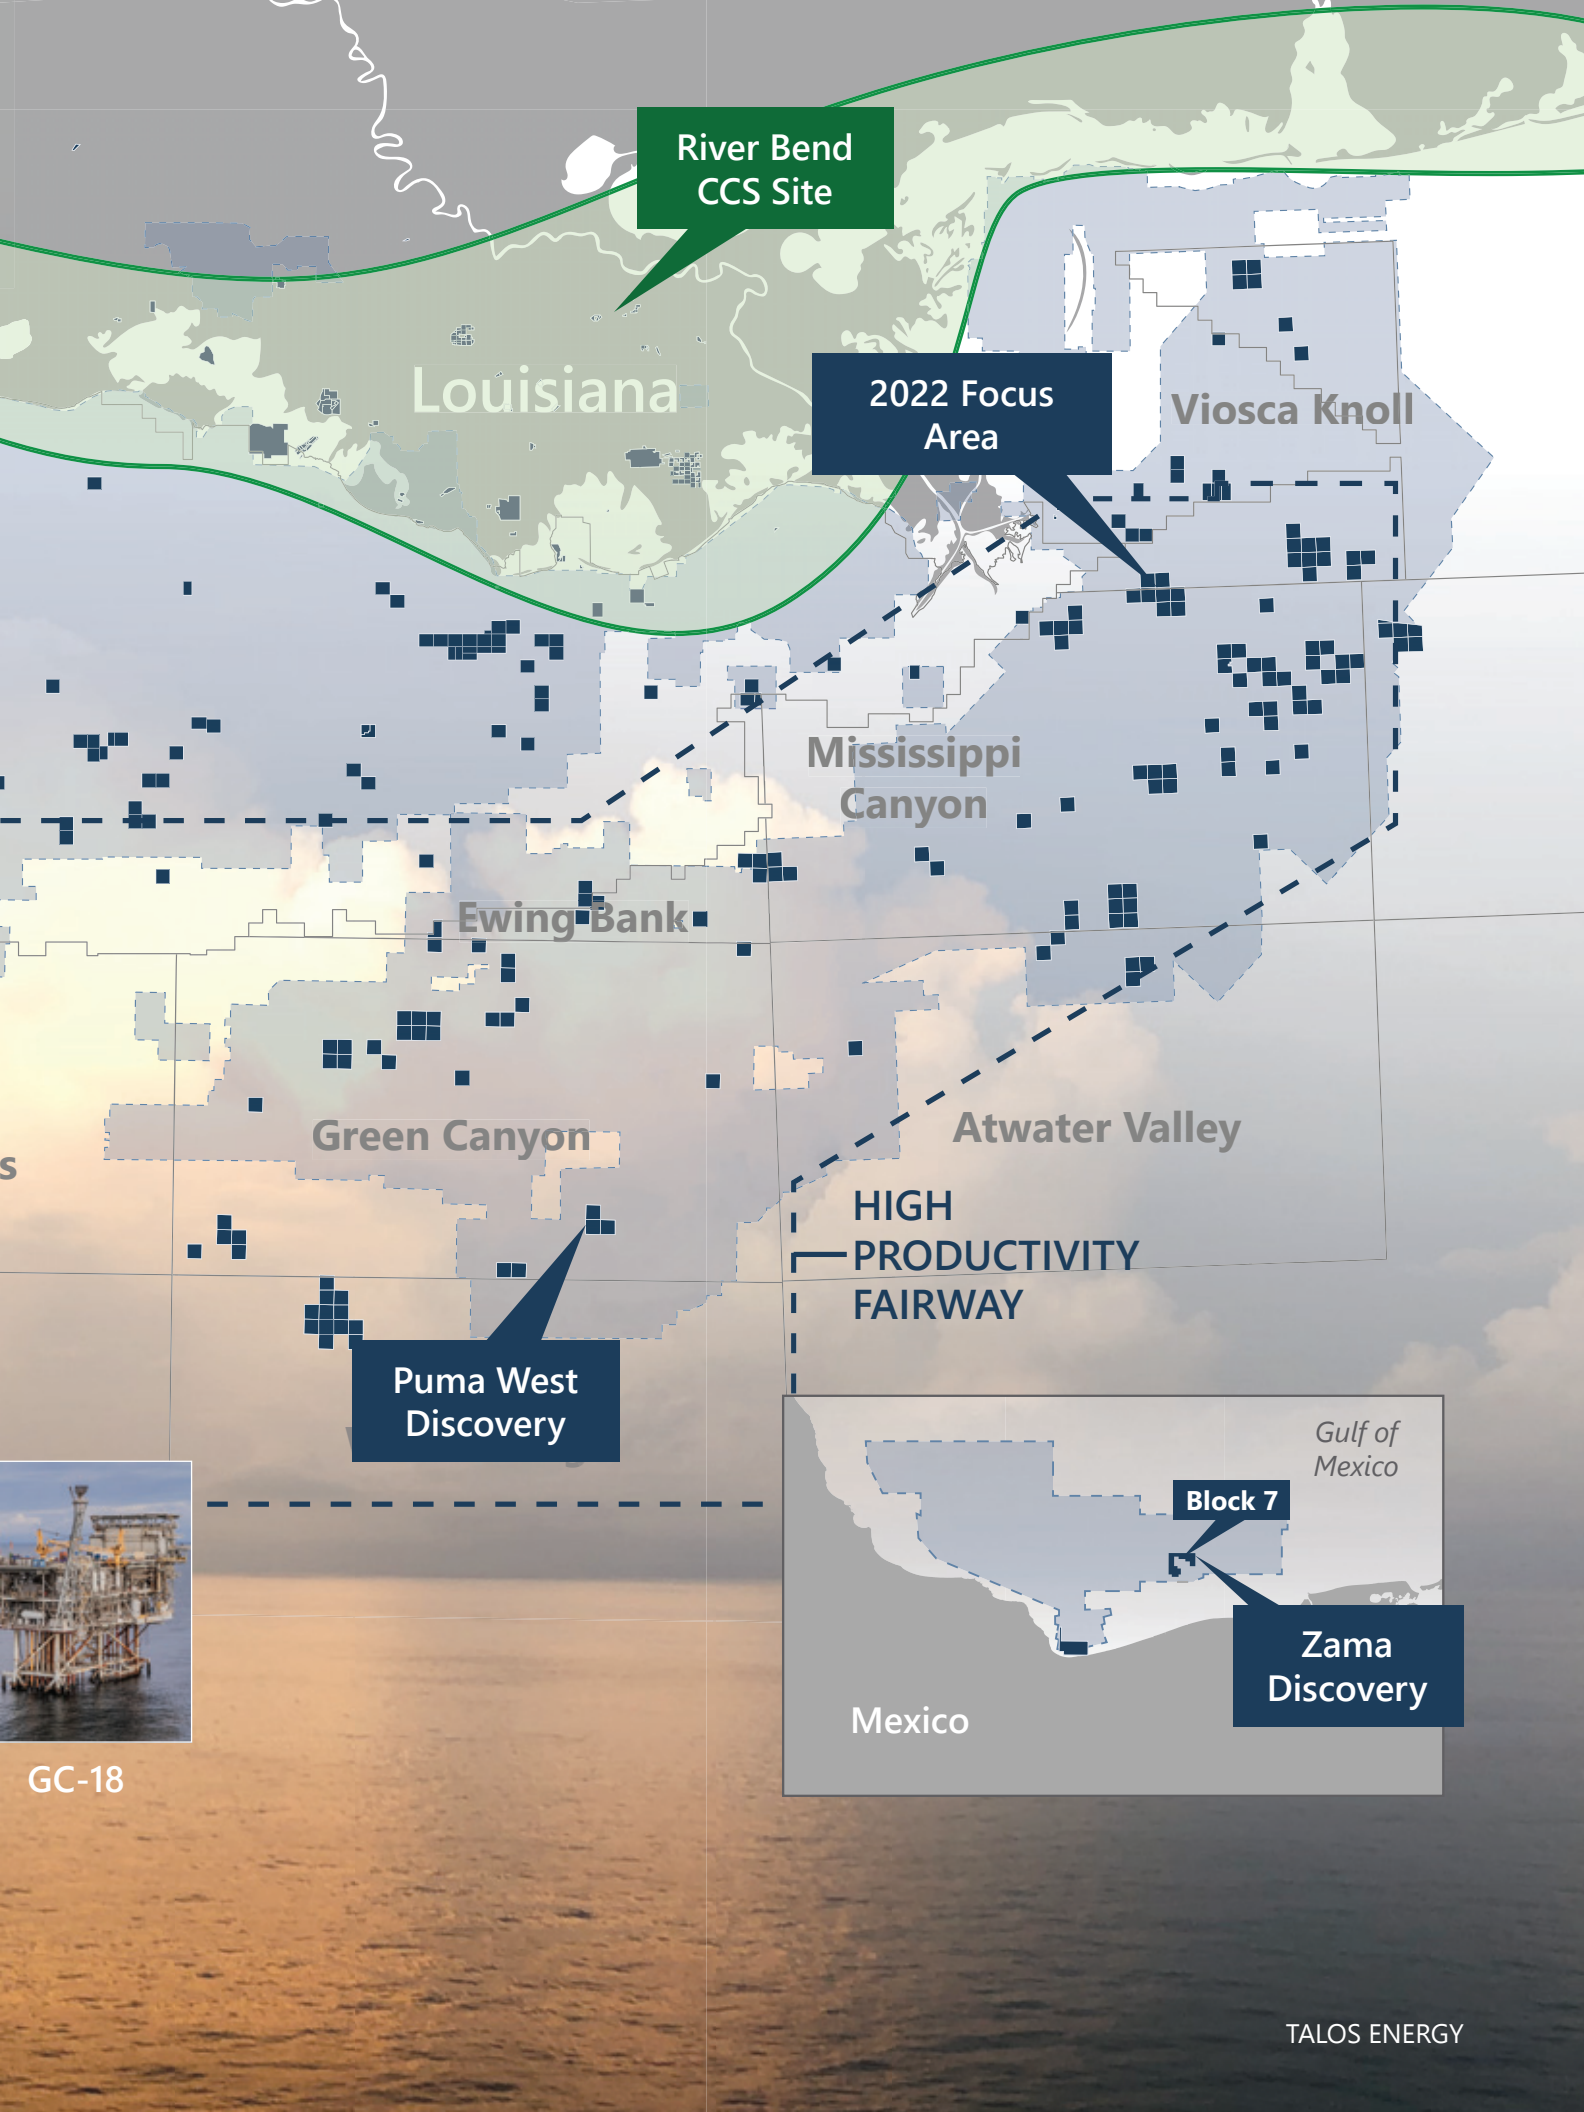 River Bend
CCS Site
Louisiana
2022 Focus
Area
Viosca Knoll
Mississippi
Canyon
Ewing Bank
Green Canyon
Atwater Valley
s
HIGH
PRODUCTIVITY
FAIRWAY
Puma West
Discovery
Gulf of
Mexico
Block 7
Zama
Discovery
Mexico
GC-18
TALOS ENERGY